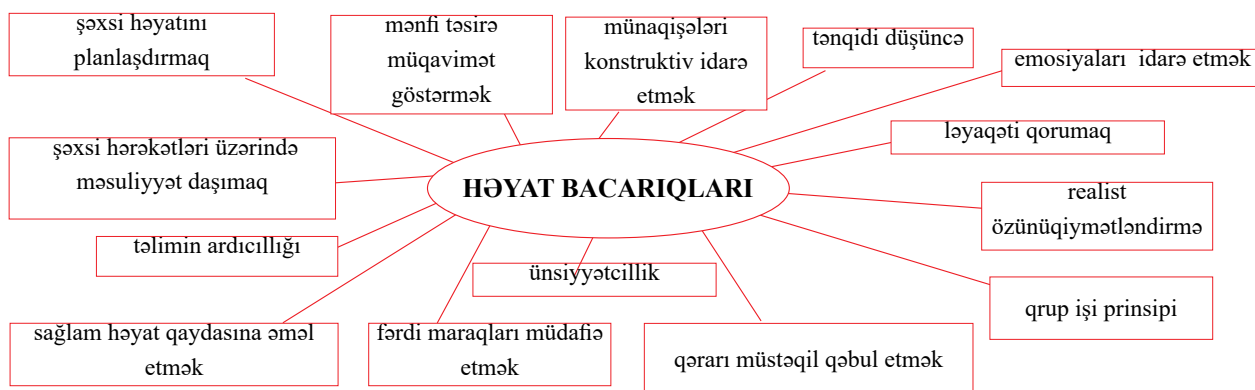 şəxsi həyatını
planlaşdırmaq
mənfi təsirə
müqavimət
göstərmək
münaqişələri
konstruktiv idarə
etmək
tənqidi düşüncə
emosiyaları idarə etmək
şəxsi hərəkətləri üzərində
məsuliyyət daşımaq
HƏYAT BACARIQLARI
ləyaqəti qorumaq
realist
özünüqiymətləndirmə
təlimin ardıcıllığı
ünsiyyətcillik
qrup işi prinsipi
sağlam həyat qaydasına əməl
etmək
fərdi maraqları müdafiə
etmək
qərarı müstəqil qəbul etmək